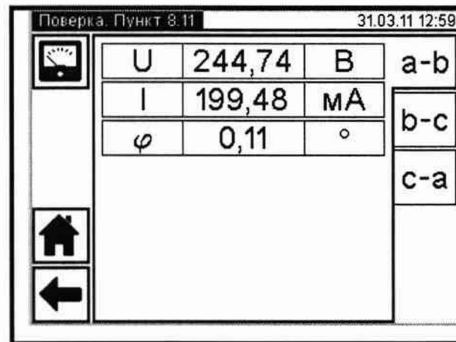 Поверка. Пункт 8.11 31.03.11 12:59
U 244,74 В a-b
I 199,48 мА
b-c
φ 0,11 °
c-a